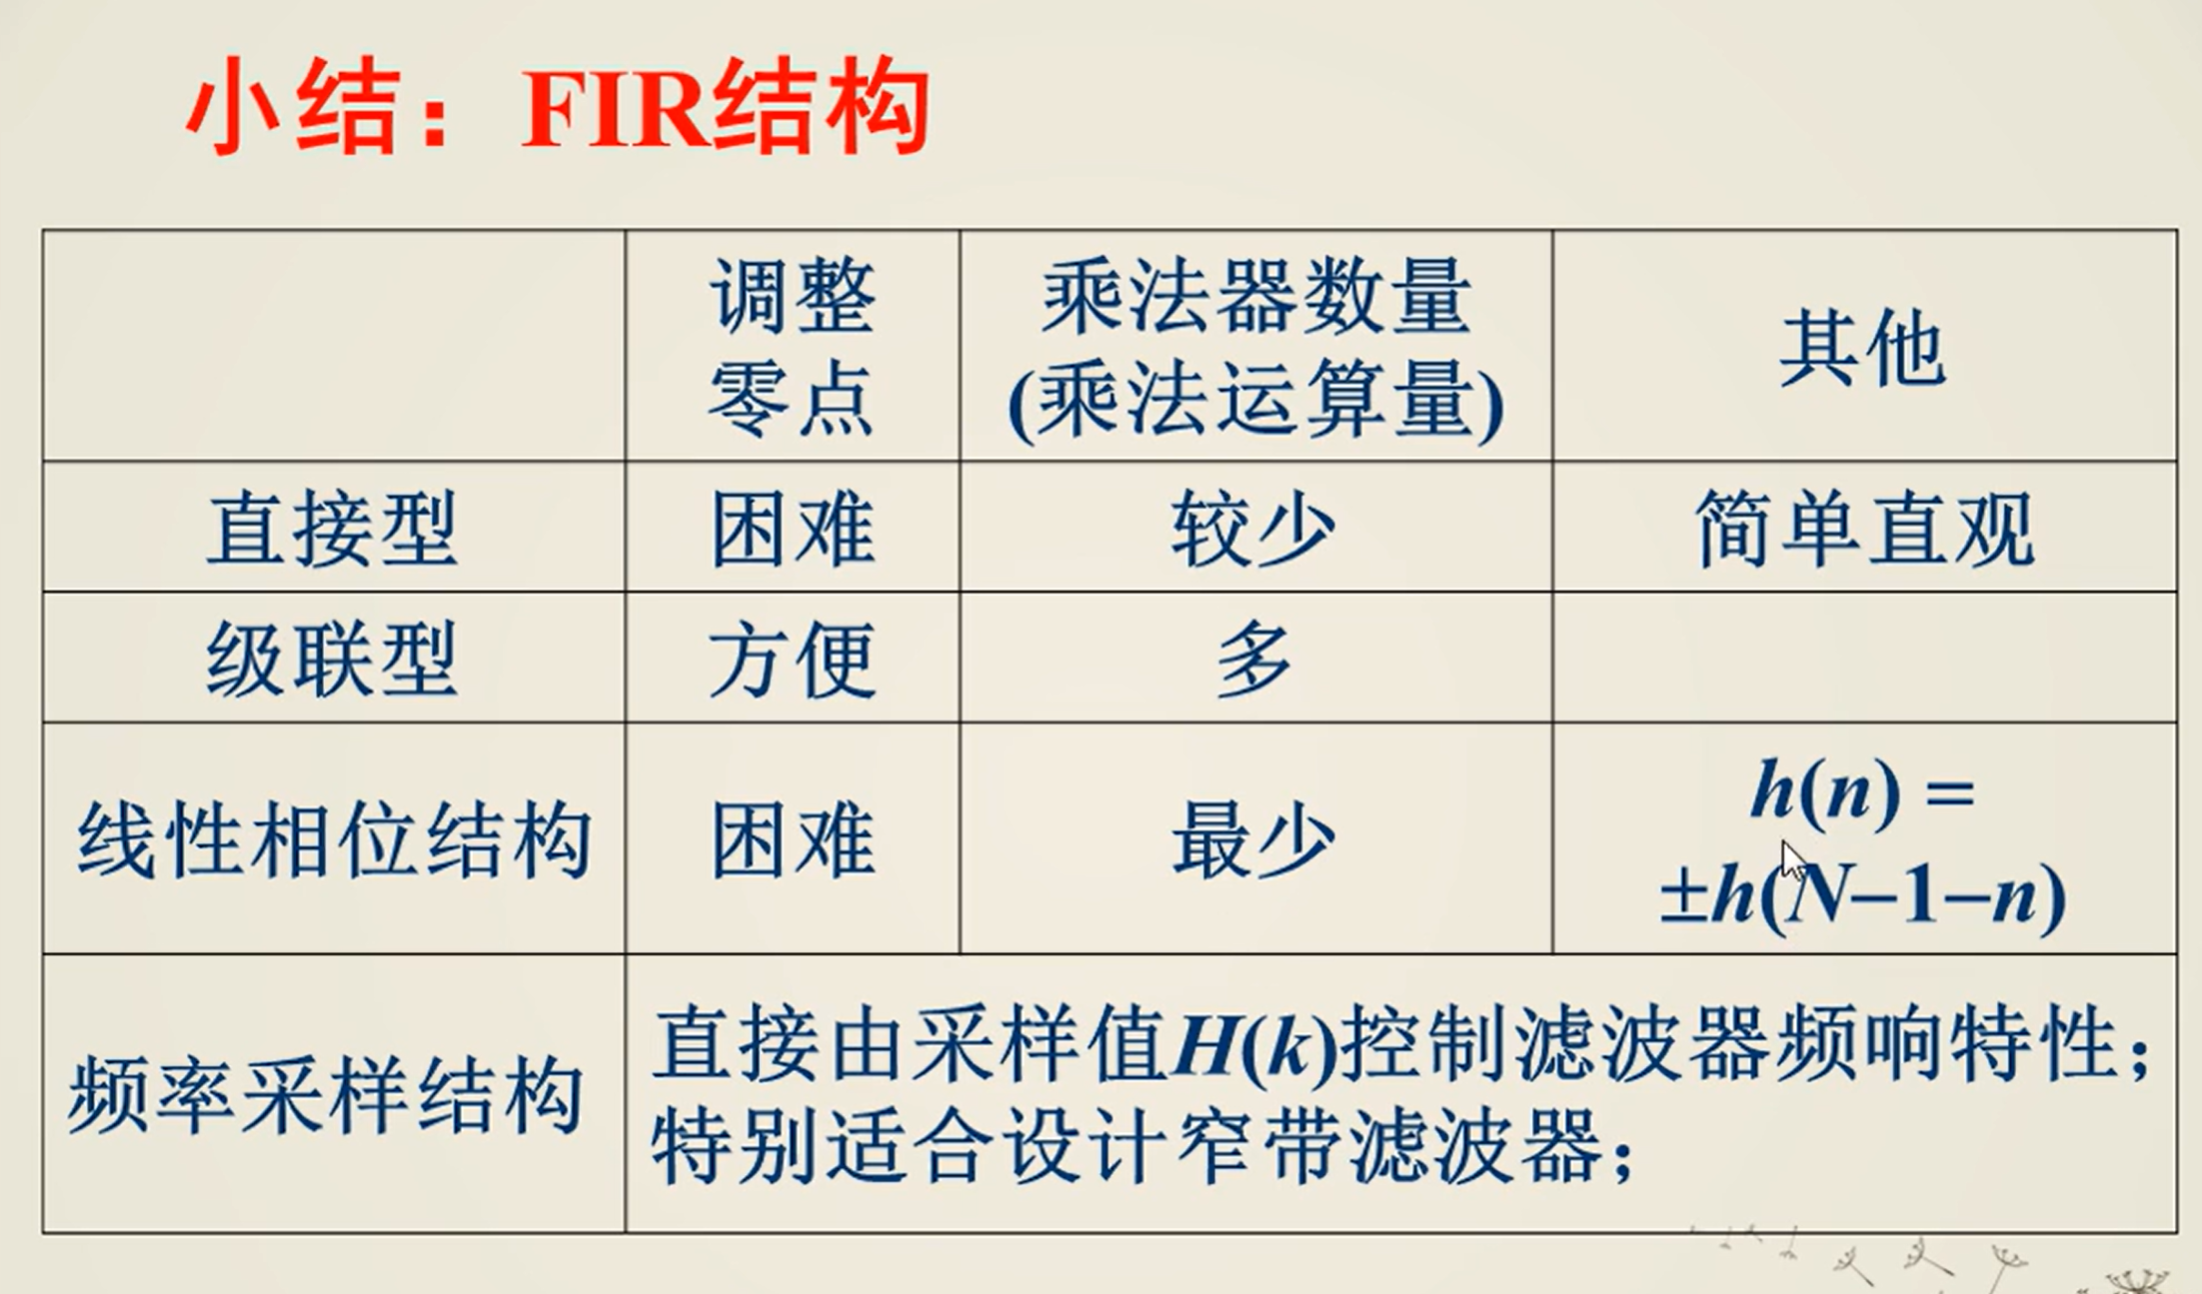 小结：FIR结构
调整
零点
乘法器数量
(乘法运算量)
其他
直接型
困难
较少
简单直观
级联型
方便
多
线性相位结构
困难
最少
h(n) =
±h(N–1–n)
频率采样结构
直接由采样值H(k)控制滤波器频响特性；
特别适合设计窄带滤波器；